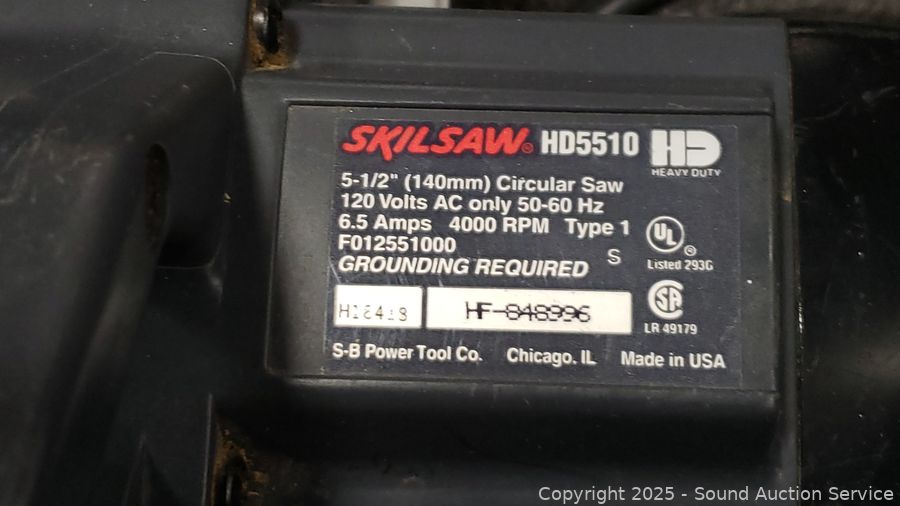 SKILSAW® HD5510 HD
HEAVY DUTY
5-1/2" (140mm) Circular Saw
120 Volts AC only 50-60 Hz
6.5 Amps 4000 RPM Type 1
F012551000
GROUNDING REQUIRED S
UL ®
Listed 293G
SA
LR 49179
HF-848996
S-B Power Tool Co. Chicago. IL Made in USA
Copyright 2025 - Sound Auction Service